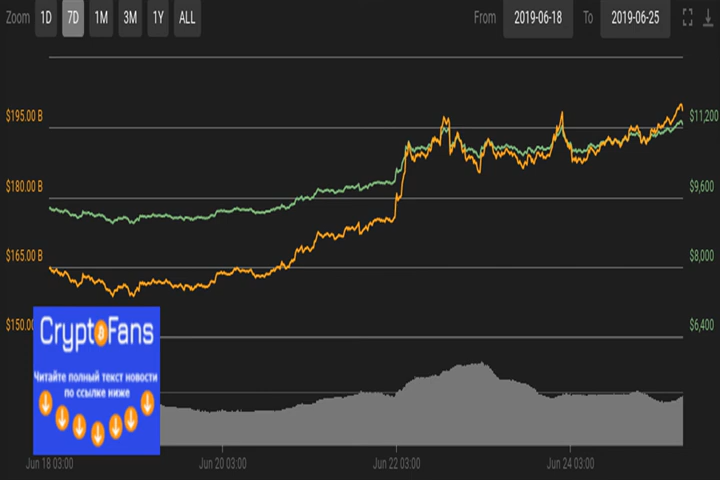 Zoom 1D 7D 1M 3M 1Y ALL From 2019-06-18 To 2019-06-25
$195.00 B $11,200
$180.00 B $9,600
$165.00 B $8,000
$150.00 $6,400
CryptoFans
Читайте полный текст новости
по ссылке ниже
Jun 18 03:00 Jun 20 03:00 Jun 22 03:00 Jun 24 03:00